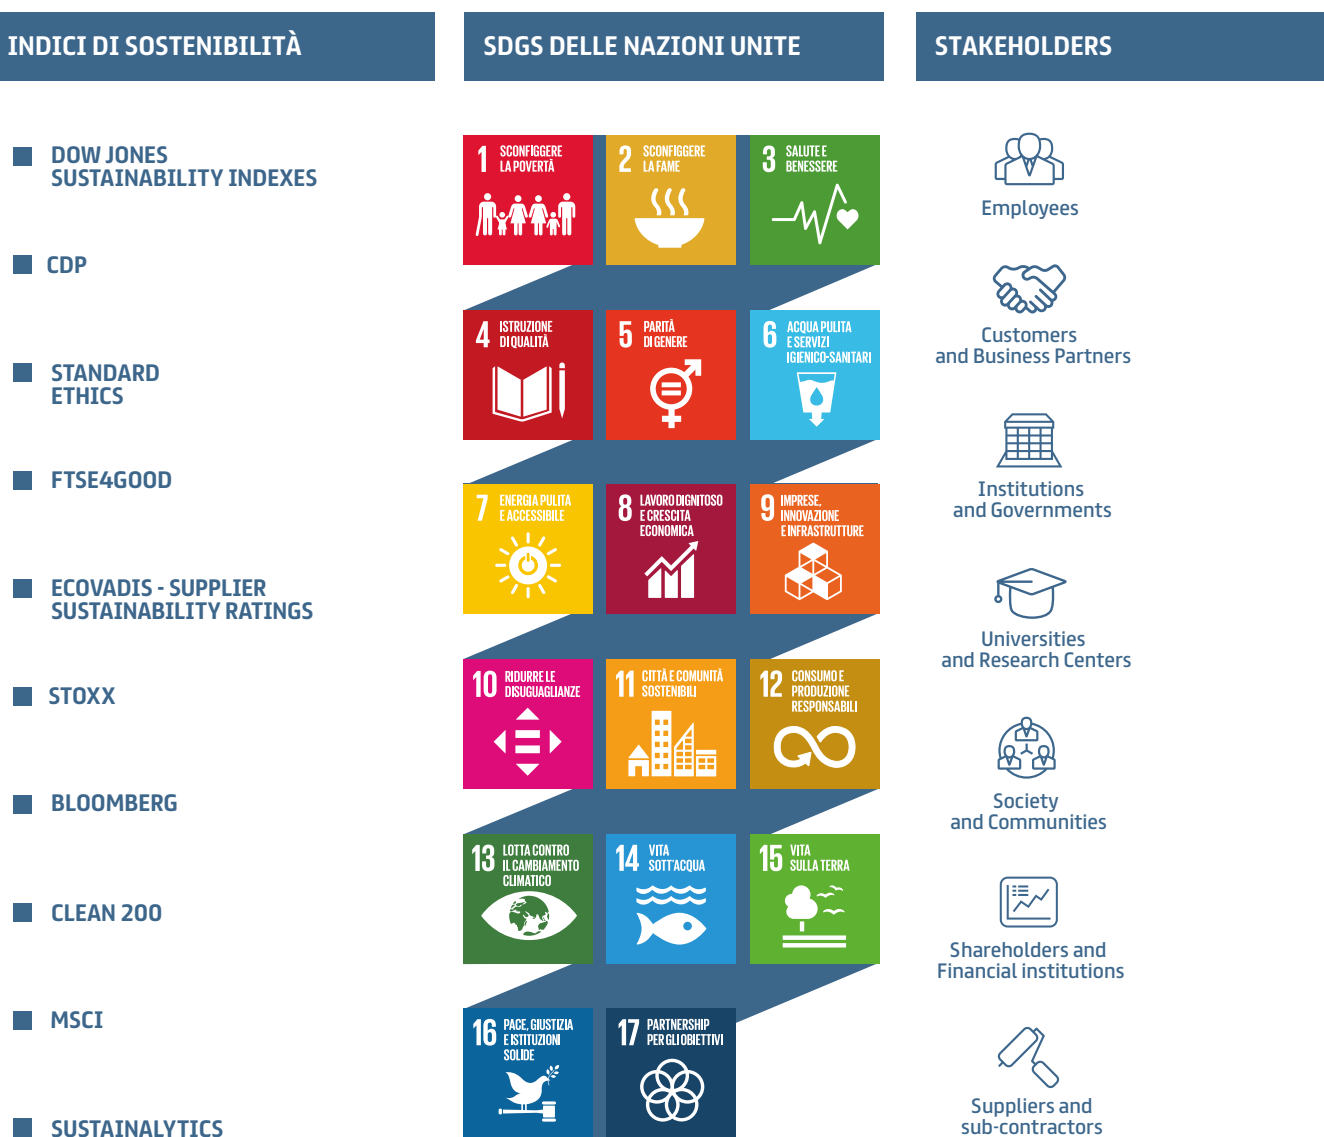 INDICI DI SOSTENIBILITÀ
DOW JONES
SUSTAINABILITY INDEXES
CDP
STANDARD
ETHICS
FTSE4GOOD
ECOVADIS - SUPPLIER
SUSTAINABILITY RATINGS
STOXX
BLOOMBERG
CLEAN 200
MSCI
SUSTAINALYTICS
SDGS DELLE NAZIONI UNITE
1 SCONFIGGERE
LA POVERTÀ
2 SCONFIGGERE
LA FAME
3 SALUTE E
BENESSERE
4 ISTRUZIONE
DI QUALITÀ
5 PARITÀ
DI GENERE
6 ACQUA PULITA
E SERVIZI
IGIENICO-SANITARI
7 ENERGIA PULITA
E ACCESSIBILE
8 LAVORO DIGNITOSO
E CRESCITA
ECONOMICA
9 IMPRESE,
INNOVAZIONE
E INFRASTRUTTURE
10 RIDURRE LE
DISUGUAGLIANZE
11 CITTÀ E COMUNITÀ
SOSTENIBILI
12 CONSUMO E
PRODUZIONE
RESPONSABILI
13 LOTTA CONTRO
IL CAMBIAMENTO
CLIMATICO
14 VITA
SOTT'ACQUA
15 VITA
SULLA TERRA
16 PACE, GIUSTIZIA
E ISTITUZIONI
SOLIDE
17 PARTNERSHIP
PER GLI OBIETTIVI
STAKEHOLDERS
Employees
Customers
and Business Partners
Institutions
and Governments
Universities
and Research Centers
Society
and Communities
Shareholders and
Financial institutions
Suppliers and
sub-contractors